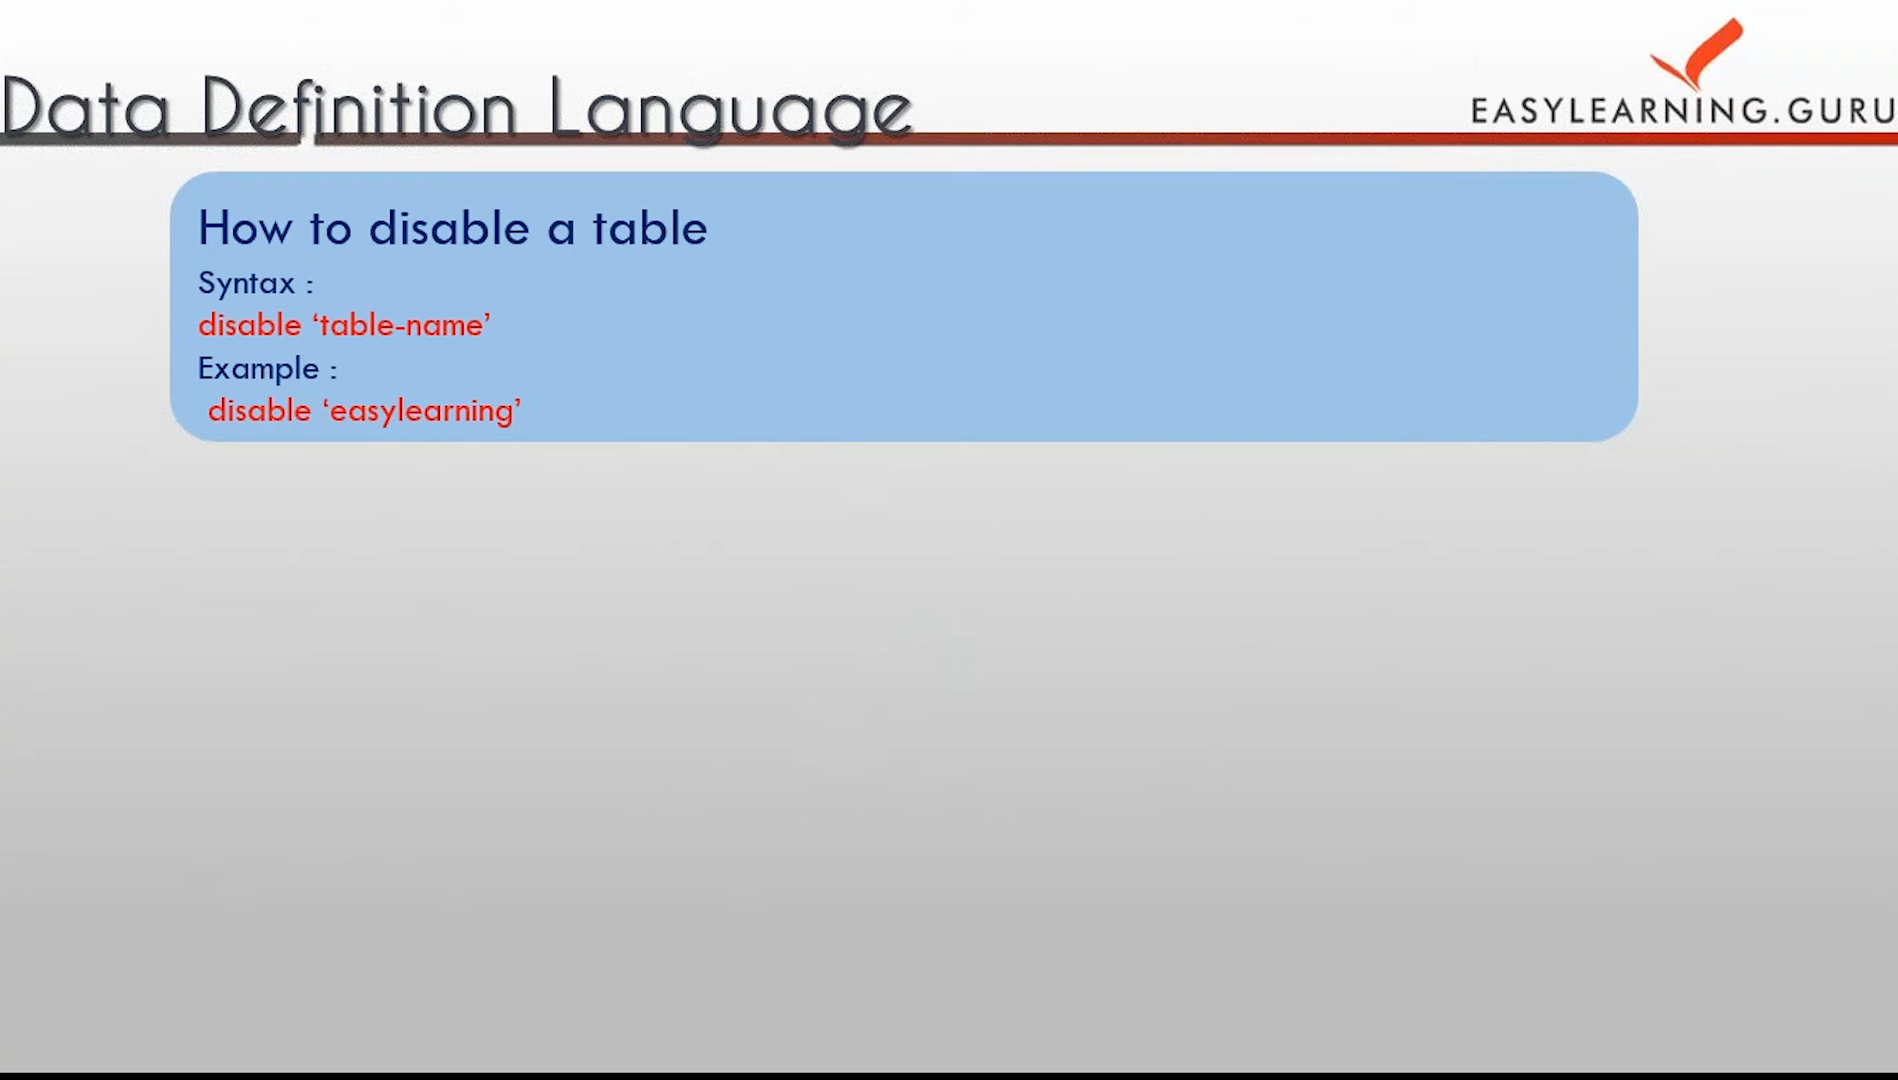 Data Definition Language
EASYLEARNING.GURU
How to disable a table
Syntax :
disable ‘table-name’
Example :
disable ‘easylearning’